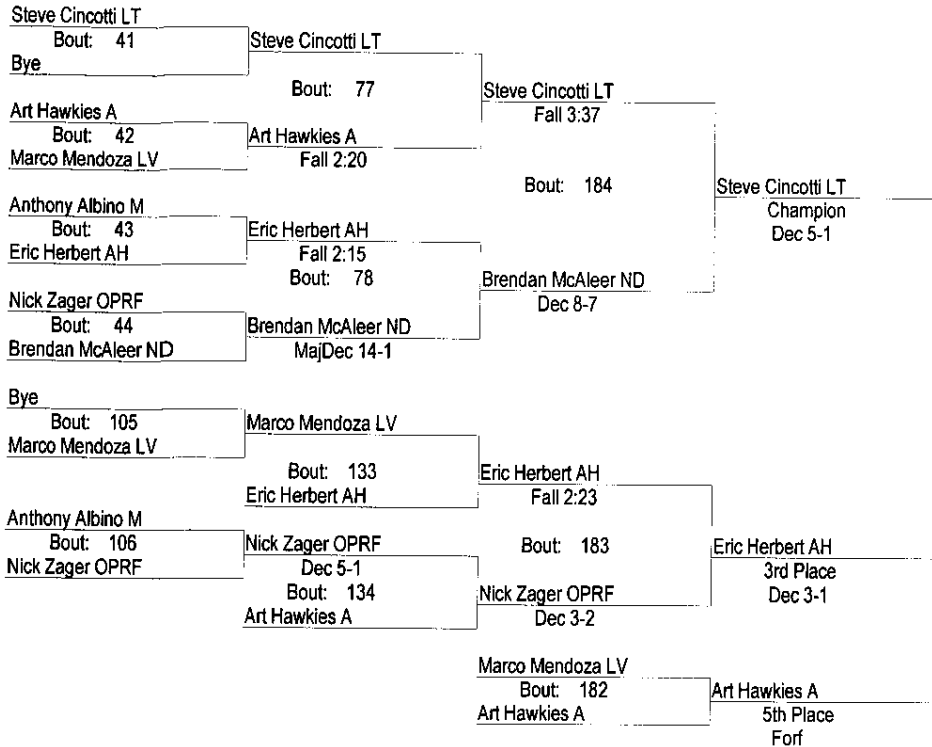 Steve Cincotti LT
Bout: 41
Bye
Steve Cincotti LT
Bout: 77
Art Hawkies A
Bout: 42
Marco Mendoza LV
Art Hawkies A
Fall 2:20
Steve Cincotti LT
Fall 3:37
Bout: 184
Anthony Albino M
Bout: 43
Eric Herbert AH
Eric Herbert AH
Fall 2:15
Bout: 78
Nick Zager OPRF
Bout: 44
Brendan McAleer ND
Brendan McAleer ND
MajDec 14-1
Brendan McAleer ND
Dec 8-7
Steve Cincotti LT
Champion
Dec 5-1
Bye
Bout: 105
Marco Mendoza LV
Marco Mendoza LV
Bout: 133
Eric Herbert AH
Eric Herbert AH
Fall 2:23
Bout: 183
Anthony Albino M
Bout: 106
Nick Zager OPRF
Nick Zager OPRF
Dec 5-1
Bout: 134
Art Hawkies A
Nick Zager OPRF
Dec 3-2
Eric Herbert AH
3rd Place
Dec 3-1
Marco Mendoza LV
Bout: 182
Art Hawkies A
Art Hawkies A
5th Place
Forf